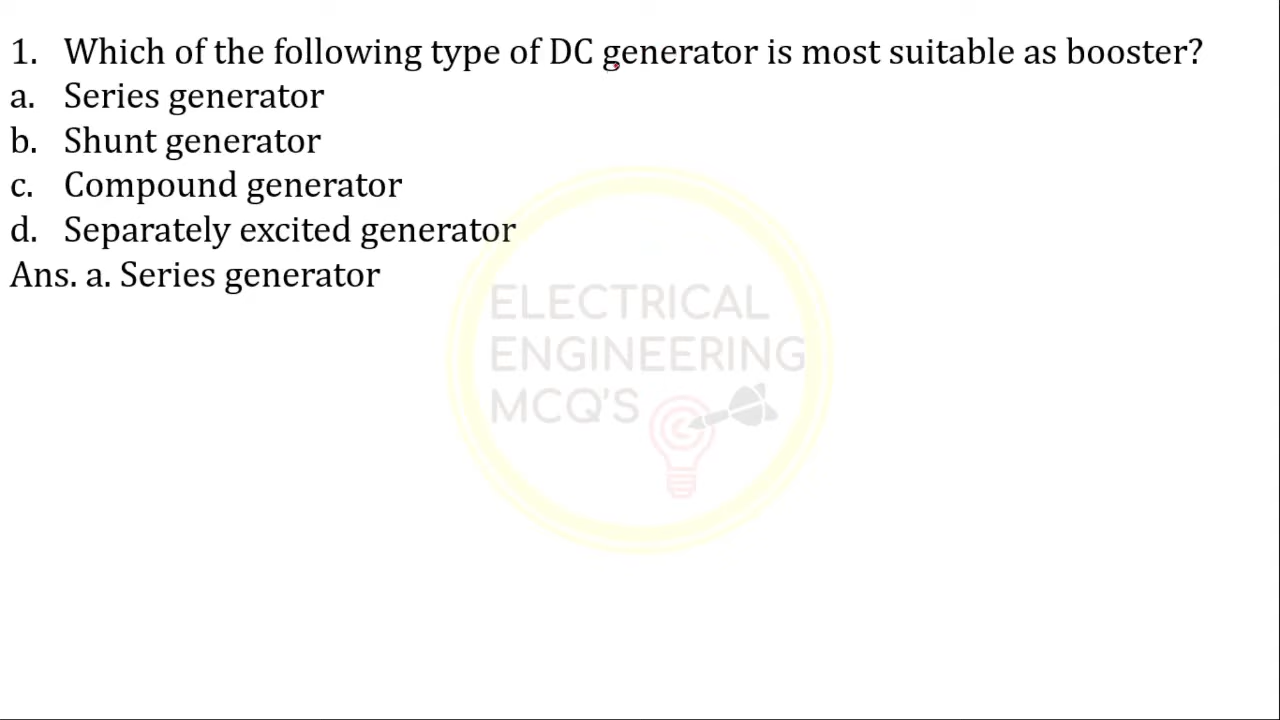 1. Which of the following type of DC generator is most suitable as booster?
a. Series generator
b. Shunt generator
c. Compound generator
d. Separately excited generator
Ans. a. Series generator
ELECTRICAL
ENGINEERING
MCQ'S